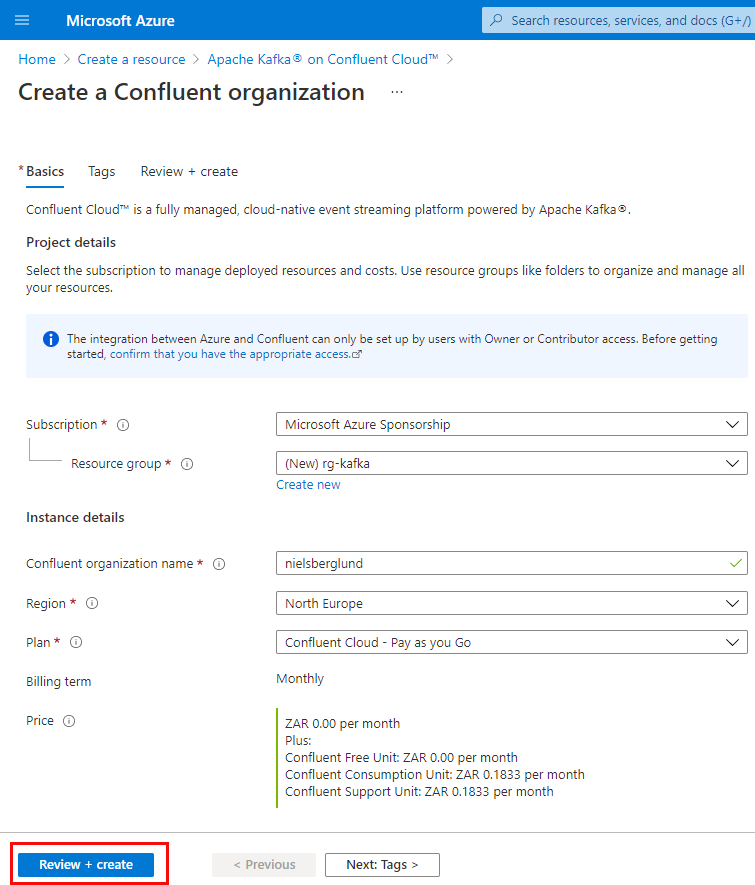 Microsoft Azure
Search resources, services, and docs (G+/)
Home > Create a resource > Apache Kafka® on Confluent Cloud™ >
Create a Confluent organization ...
* Basics Tags Review + create
Confluent Cloud™ is a fully managed, cloud-native event streaming platform powered by Apache Kafka®.
Project details
Select the subscription to manage deployed resources and costs. Use resource groups like folders to organize and manage all
your resources.
The integration between Azure and Confluent can only be set up by users with Owner or Contributor access. Before getting
started, confirm that you have the appropriate access.
Subscription * Microsoft Azure Sponsorship
Resource group * (New) rg-kafka
Create new
Instance details
Confluent organization name * nielsberglund
Region * North Europe
Plan * Confluent Cloud - Pay as you Go
Billing term Monthly
Price ZAR 0.00 per month
Plus:
Confluent Free Unit: ZAR 0.00 per month
Confluent Consumption Unit: ZAR 0.1833 per month
Confluent Support Unit: ZAR 0.1833 per month
Review + create < Previous Next: Tags >